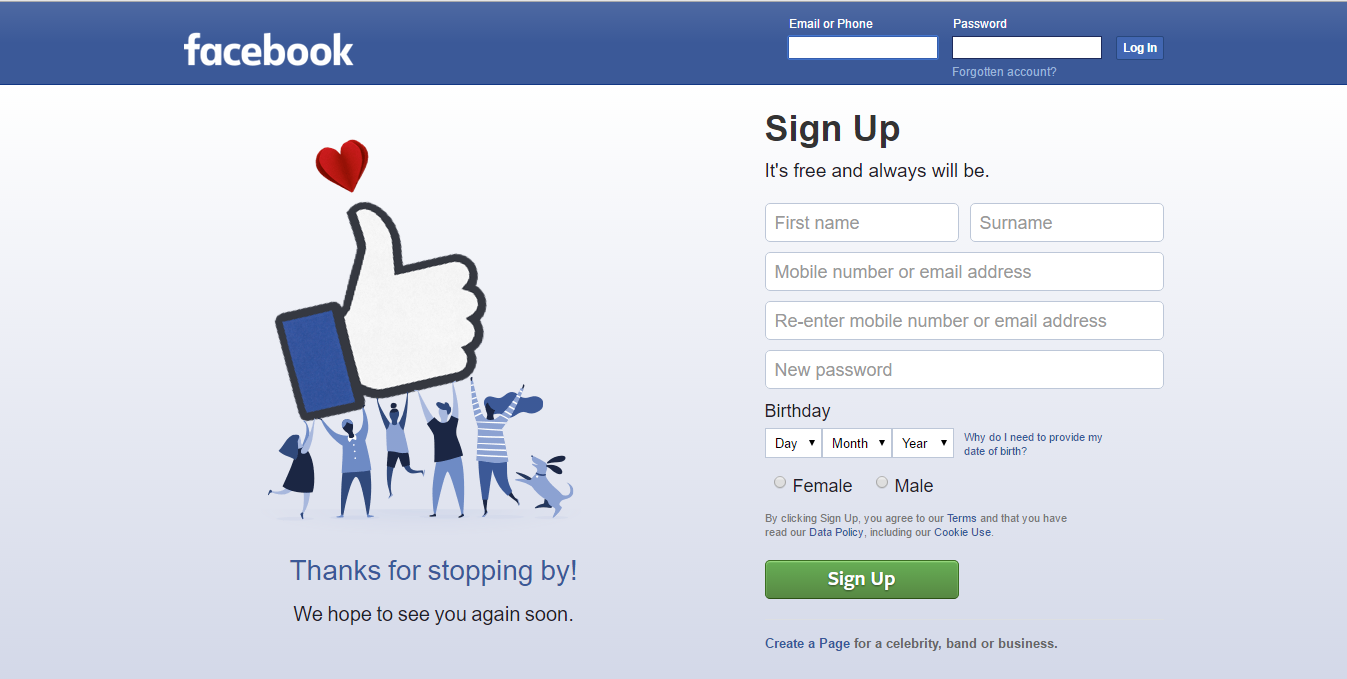 facebook
Email or Phone
Password
Log In
Forgotten account?
Sign Up
It's free and always will be.
First name
Surname
Mobile number or email address
Re-enter mobile number or email address
New password
Birthday
Day
Month
Year
Why do I need to provide my
date of birth?
Female
Male
By clicking Sign Up, you agree to our Terms and that you have
read our Data Policy, including our Cookie Use.
Sign Up
Create a Page for a celebrity, band or business.
Thanks for stopping by!
We hope to see you again soon.